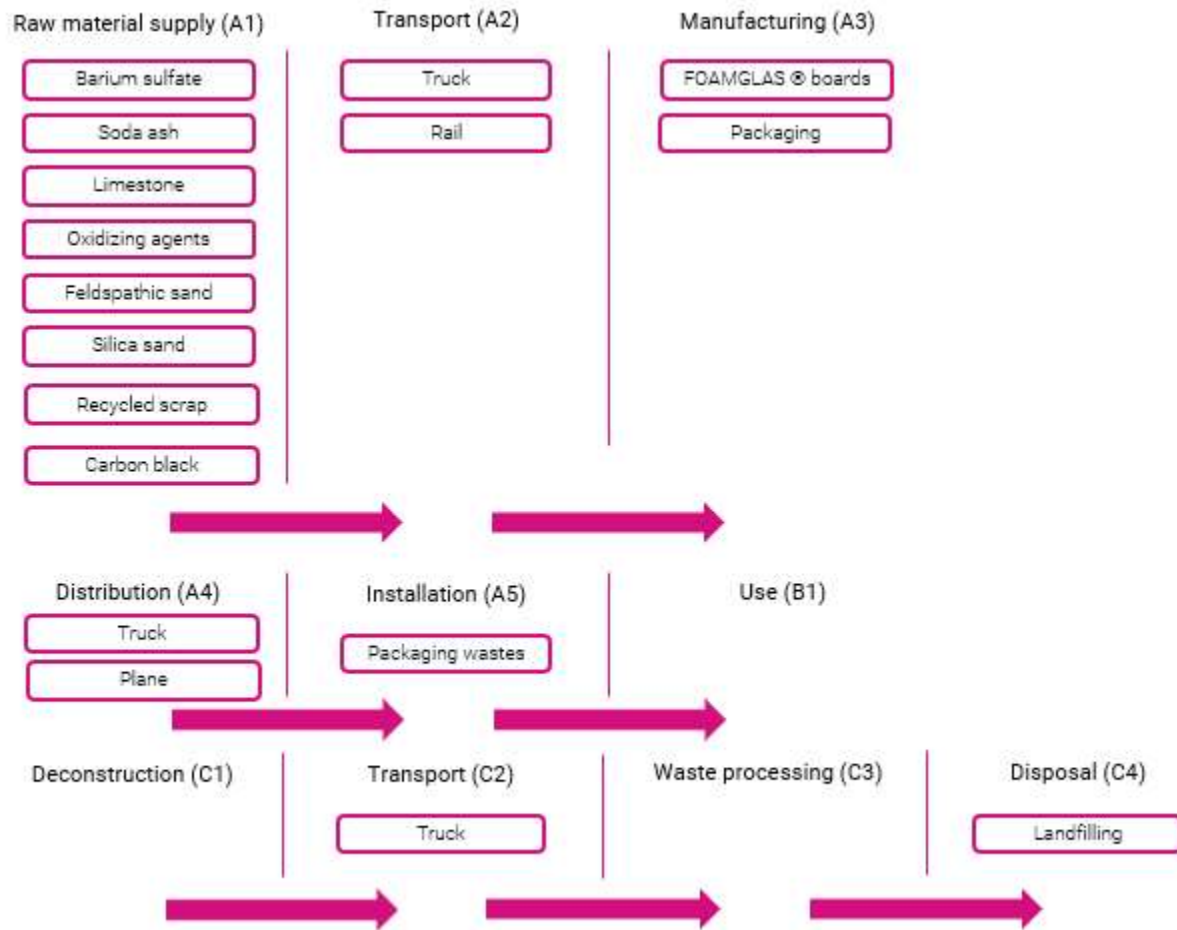 Raw material supply (A1)
Barium sulfate
Soda ash
Limestone
Oxidizing agents
Feldspathic sand
Silica sand
Recycled scrap
Carbon black
Transport (A2)
Truck
Rail
Manufacturing (A3)
FOAMGLAS ® boards
Packaging
Distribution (A4)
Truck
Plane
Installation (A5)
Packaging wastes
Use (B1)
Deconstruction (C1)
Transport (C2)
Truck
Waste processing (C3)
Disposal (C4)
Landfilling